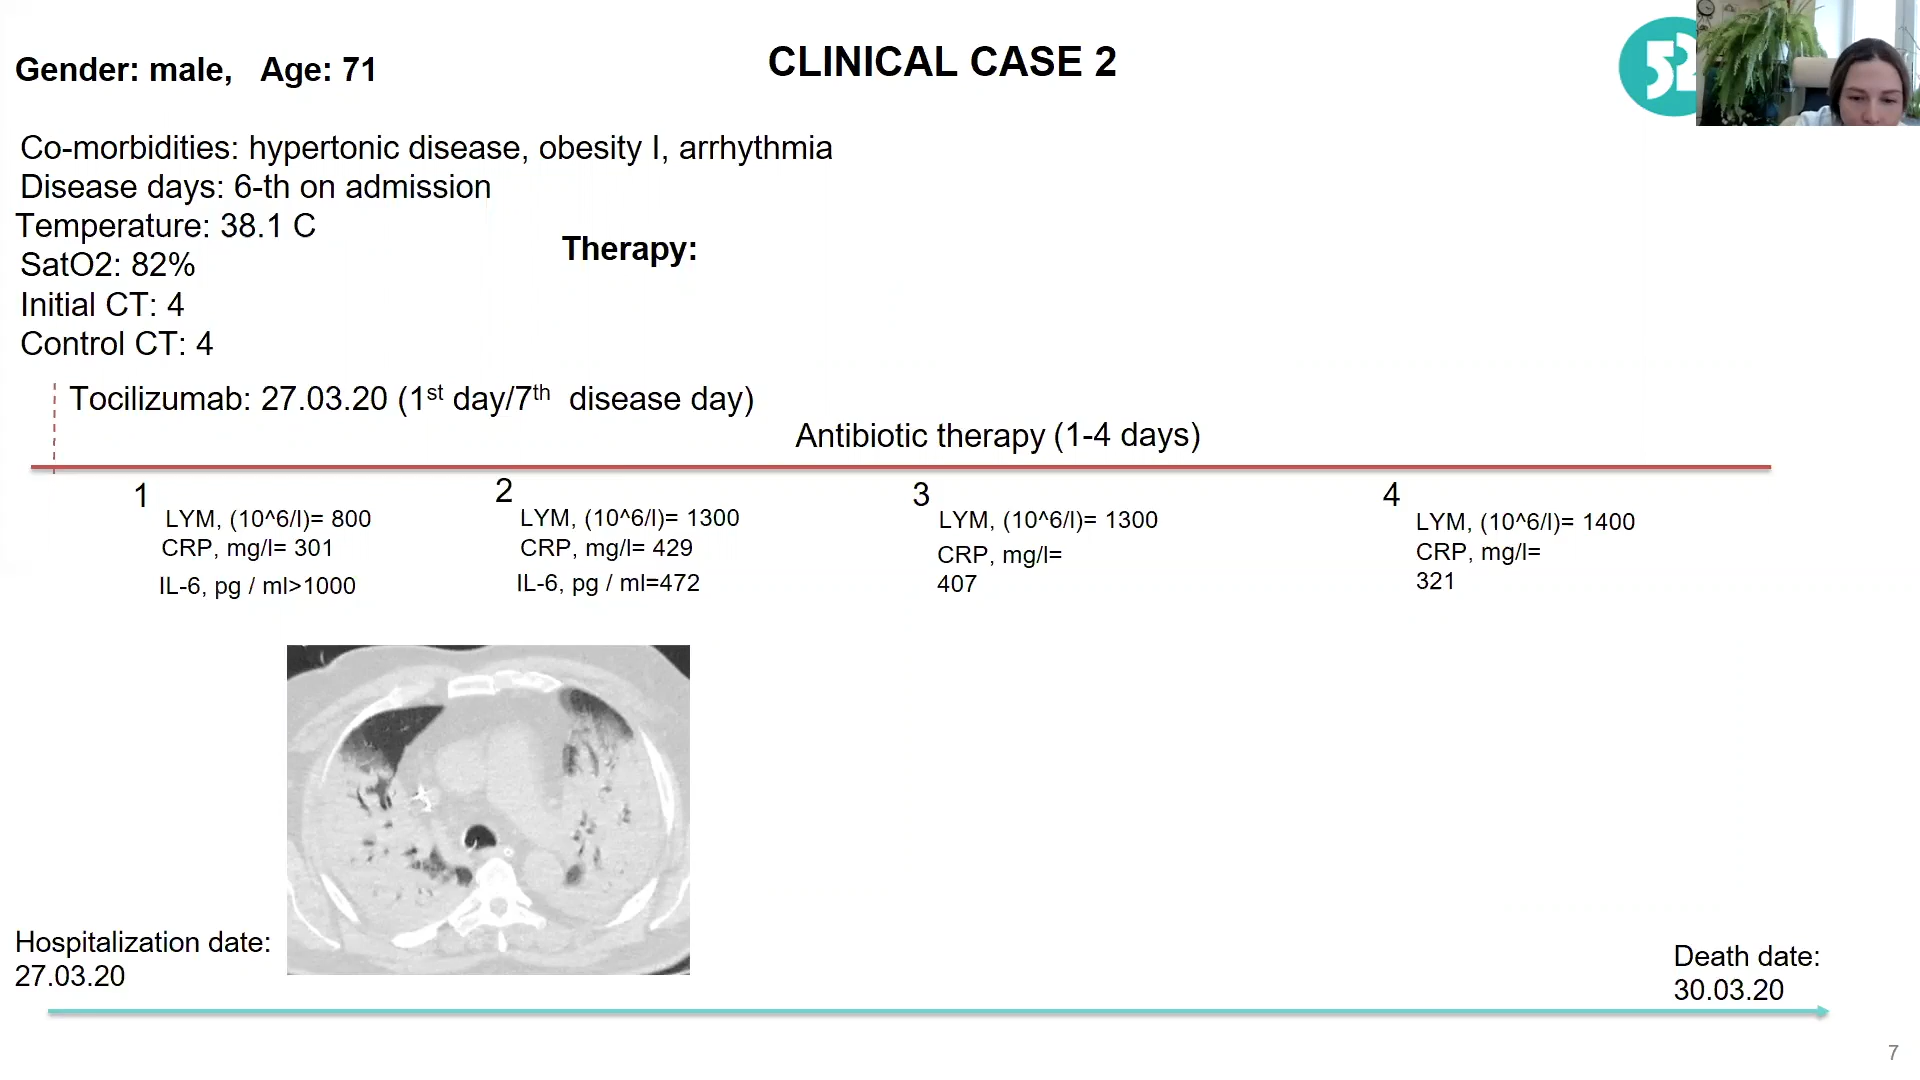 CLINICAL CASE 2
Gender: male, Age: 71
52
Co-morbidities: hypertonic disease, obesity I, arrhythmia
Disease days: 6-th on admission
Temperature: 38.1 C
SatO2: 82%
Initial CT: 4
Control CT: 4
Therapy:
Tocilizumab: 27.03.20 (1st day/7th disease day)
Antibiotic therapy (1-4 days)
1
LYM, (10^6/l)= 800
CRP, mg/l= 301
IL-6, pg / ml>1000
2
LYM, (10^6/l)= 1300
CRP, mg/l= 429
IL-6, pg / ml=472
3
LYM, (10^6/l)= 1300
CRP, mg/l=
407
4
LYM, (10^6/l)= 1400
CRP, mg/l=
321
Hospitalization date:
27.03.20
Death date:
30.03.20
7